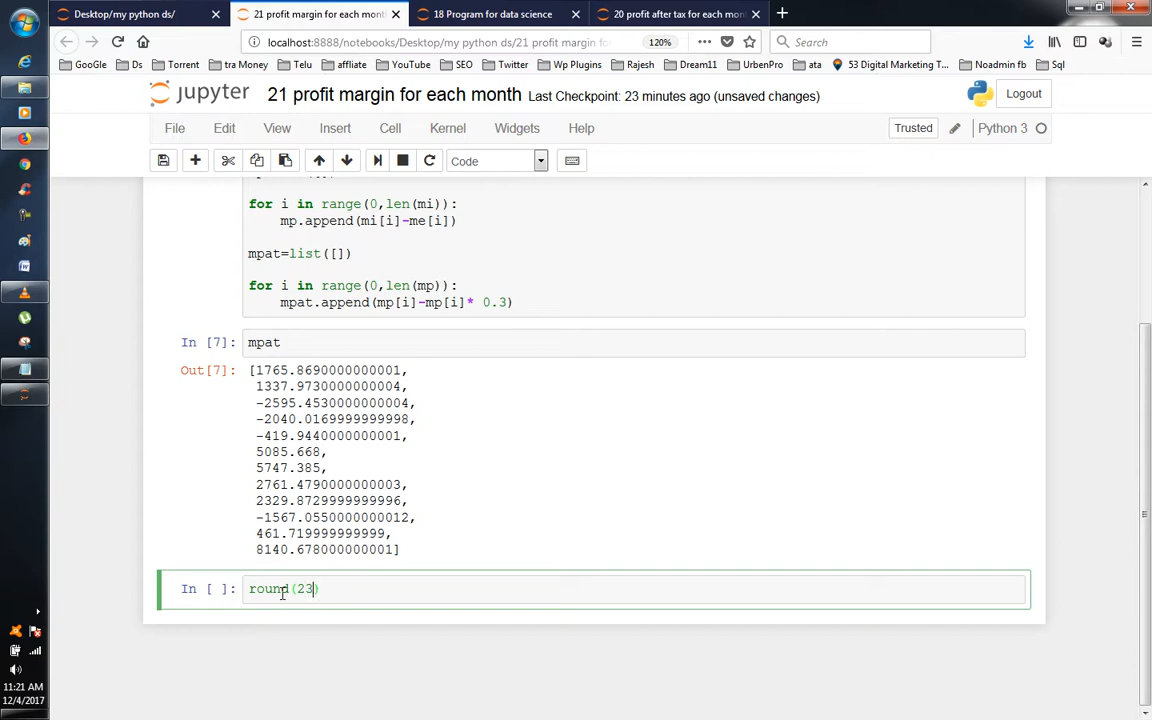 Desktop/my python ds/
21 profit margin for each mont
18 Program for data science
20 profit after tax for each mon
localhost:8888/notebooks/Desktop/my python ds/21 profit margin fo
120%
Search
GooGle
Ds
Torrent
tra Money
Telu
affliate
YouTube
SEO
Twitter
Wp Plugins
Rajesh
Dream11
UrbenPro
ata
53 Digital Marketing T...
Noadmin fb
Sql
jupyter
21 profit margin for each month
Last Checkpoint: 23 minutes ago (unsaved changes)
Logout
File
Edit
View
Insert
Cell
Kernel
Widgets
Help
Trusted
Python 3
Code
for i in range(0,len(mi)):
mp.append(mi[i]-me[i])
mpat=list ([])
for i in range(0,len(mp)):
mpat.append(mp[i]-mp[i]* 0.3)
In [7]: mpat
Out[7]: [1765.8690000000001,
1337.9730000000004,
-2595.4530000000004,
-2040.0169999999998,
-419.9440000000001,
5085.668,
5747.385,
2761.4790000000003,
2329.8729999999996,
-1567.0550000000012,
461.719999999999,
8140.678000000001]
In [ ]: round(23)
11:21 AM
12/4/2017